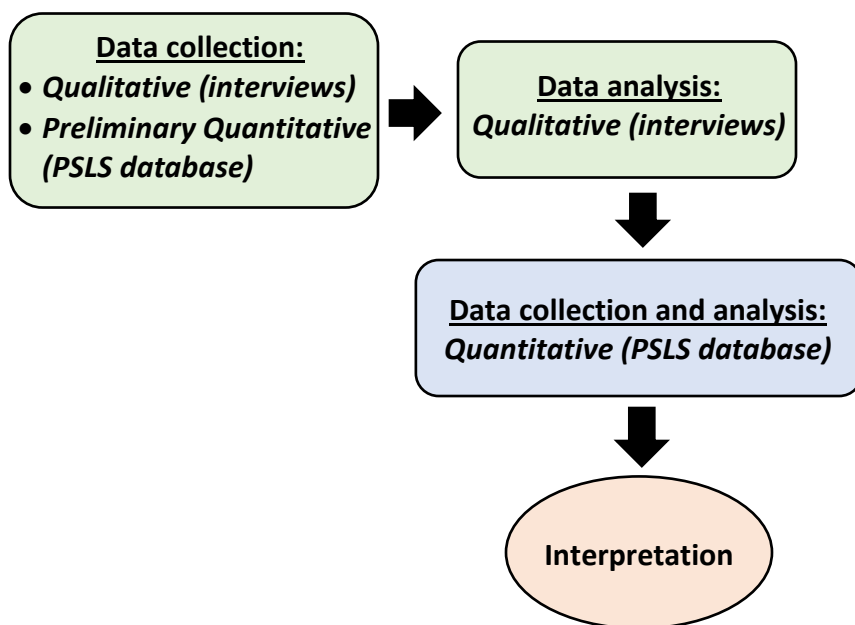 Data collection:
• Qualitative (interviews)
• Preliminary Quantitative
(PSLS database)
Data analysis:
Qualitative (interviews)
Data collection and analysis:
Quantitative (PSLS database)
Interpretation